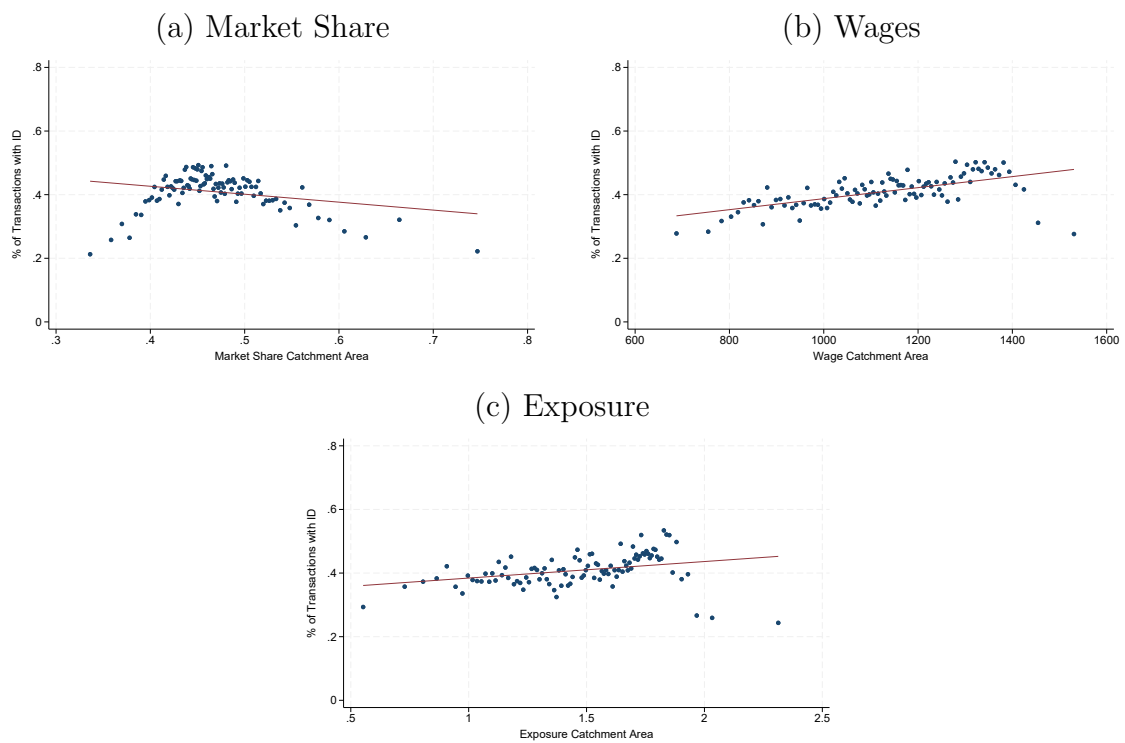 (a) Market Share
% of Transactions with ID
.8
.6
.4
.2
0
.3 .4 .5 .6 .7 .8
Market Share Catchment Area
(b) Wages
% of Transactions with ID
.8
.6
.4
.2
0
600 800 1000 1200 1400 1600
Wage Catchment Area
(c) Exposure
% of Transactions with ID
.8
.6
.4
.2
0
.5 1 1.5 2 2.5
Exposure Catchment Area